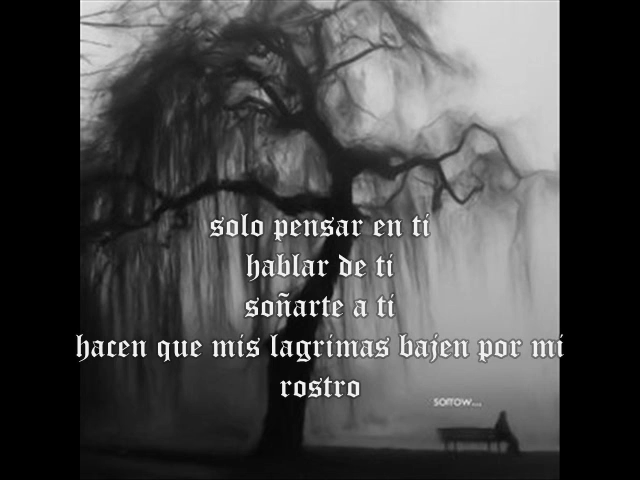 solo pensar en ti
hablar de ti
soñarte a ti
hacen que mis lagrimas bajen por mi
rostro
sorrow...